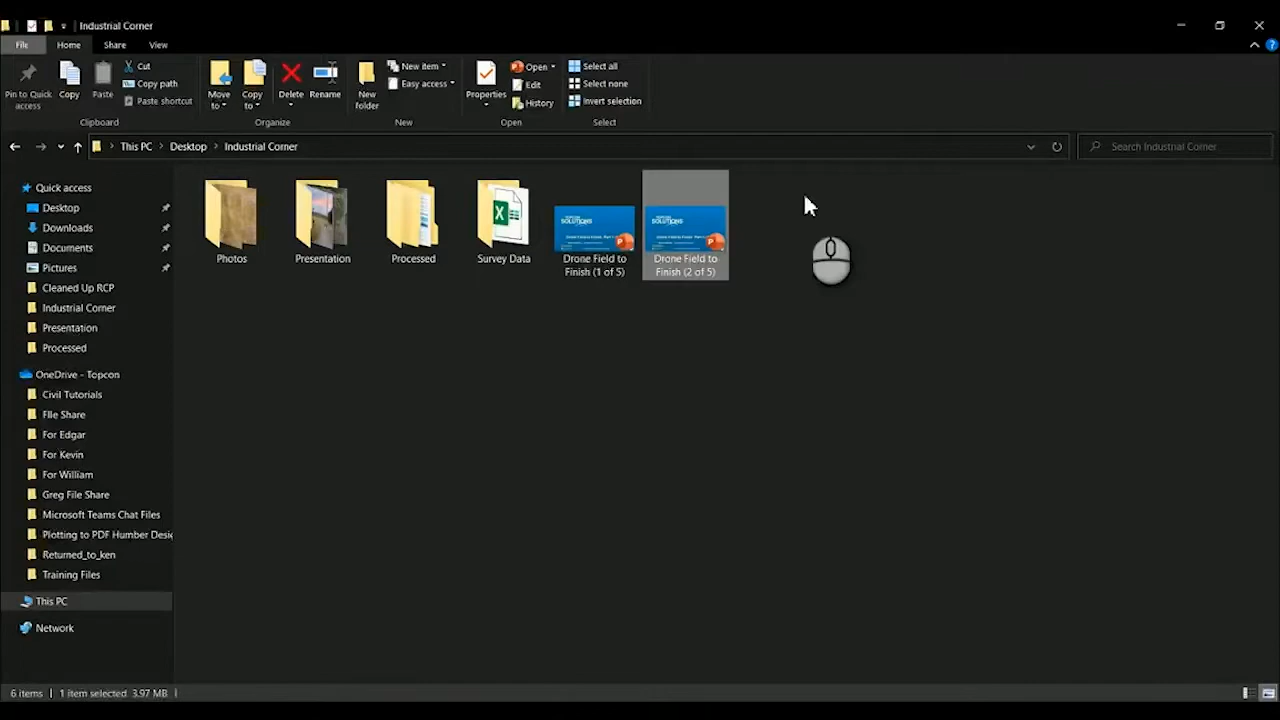 Industrial Corner
File Home Share View
Pin to Quick access
Copy
Paste
Cut
Copy path
Paste shortcut
Clipboard
Move to
Copy to
Delete
Rename
Organize
New folder
New item
Easy access
New
Properties
Open
Edit
History
Open
Select all
Select none
Invert selection
Select
This PC > Desktop > Industrial Corner
Search Industrial Corner
Quick access
Desktop
Downloads
Documents
Pictures
Cleaned Up RCP
Industrial Corner
Presentation
Processed
OneDrive - Topcon
Civil Tutorials
FIle Share
For Edgar
For Kevin
For William
Greg File Share
Microsoft Teams Chat Files
Plotting to PDF Humber Desig
Returned_to_ken
Training Files
This PC
Network
Photos
Presentation
Processed
Survey Data
SOLUTIONS
Drone Field to
Finish (1 of 5)
SOLUTIONS
Drone Field to
Finish (2 of 5)
6 items
1 item selected 3.97 MB